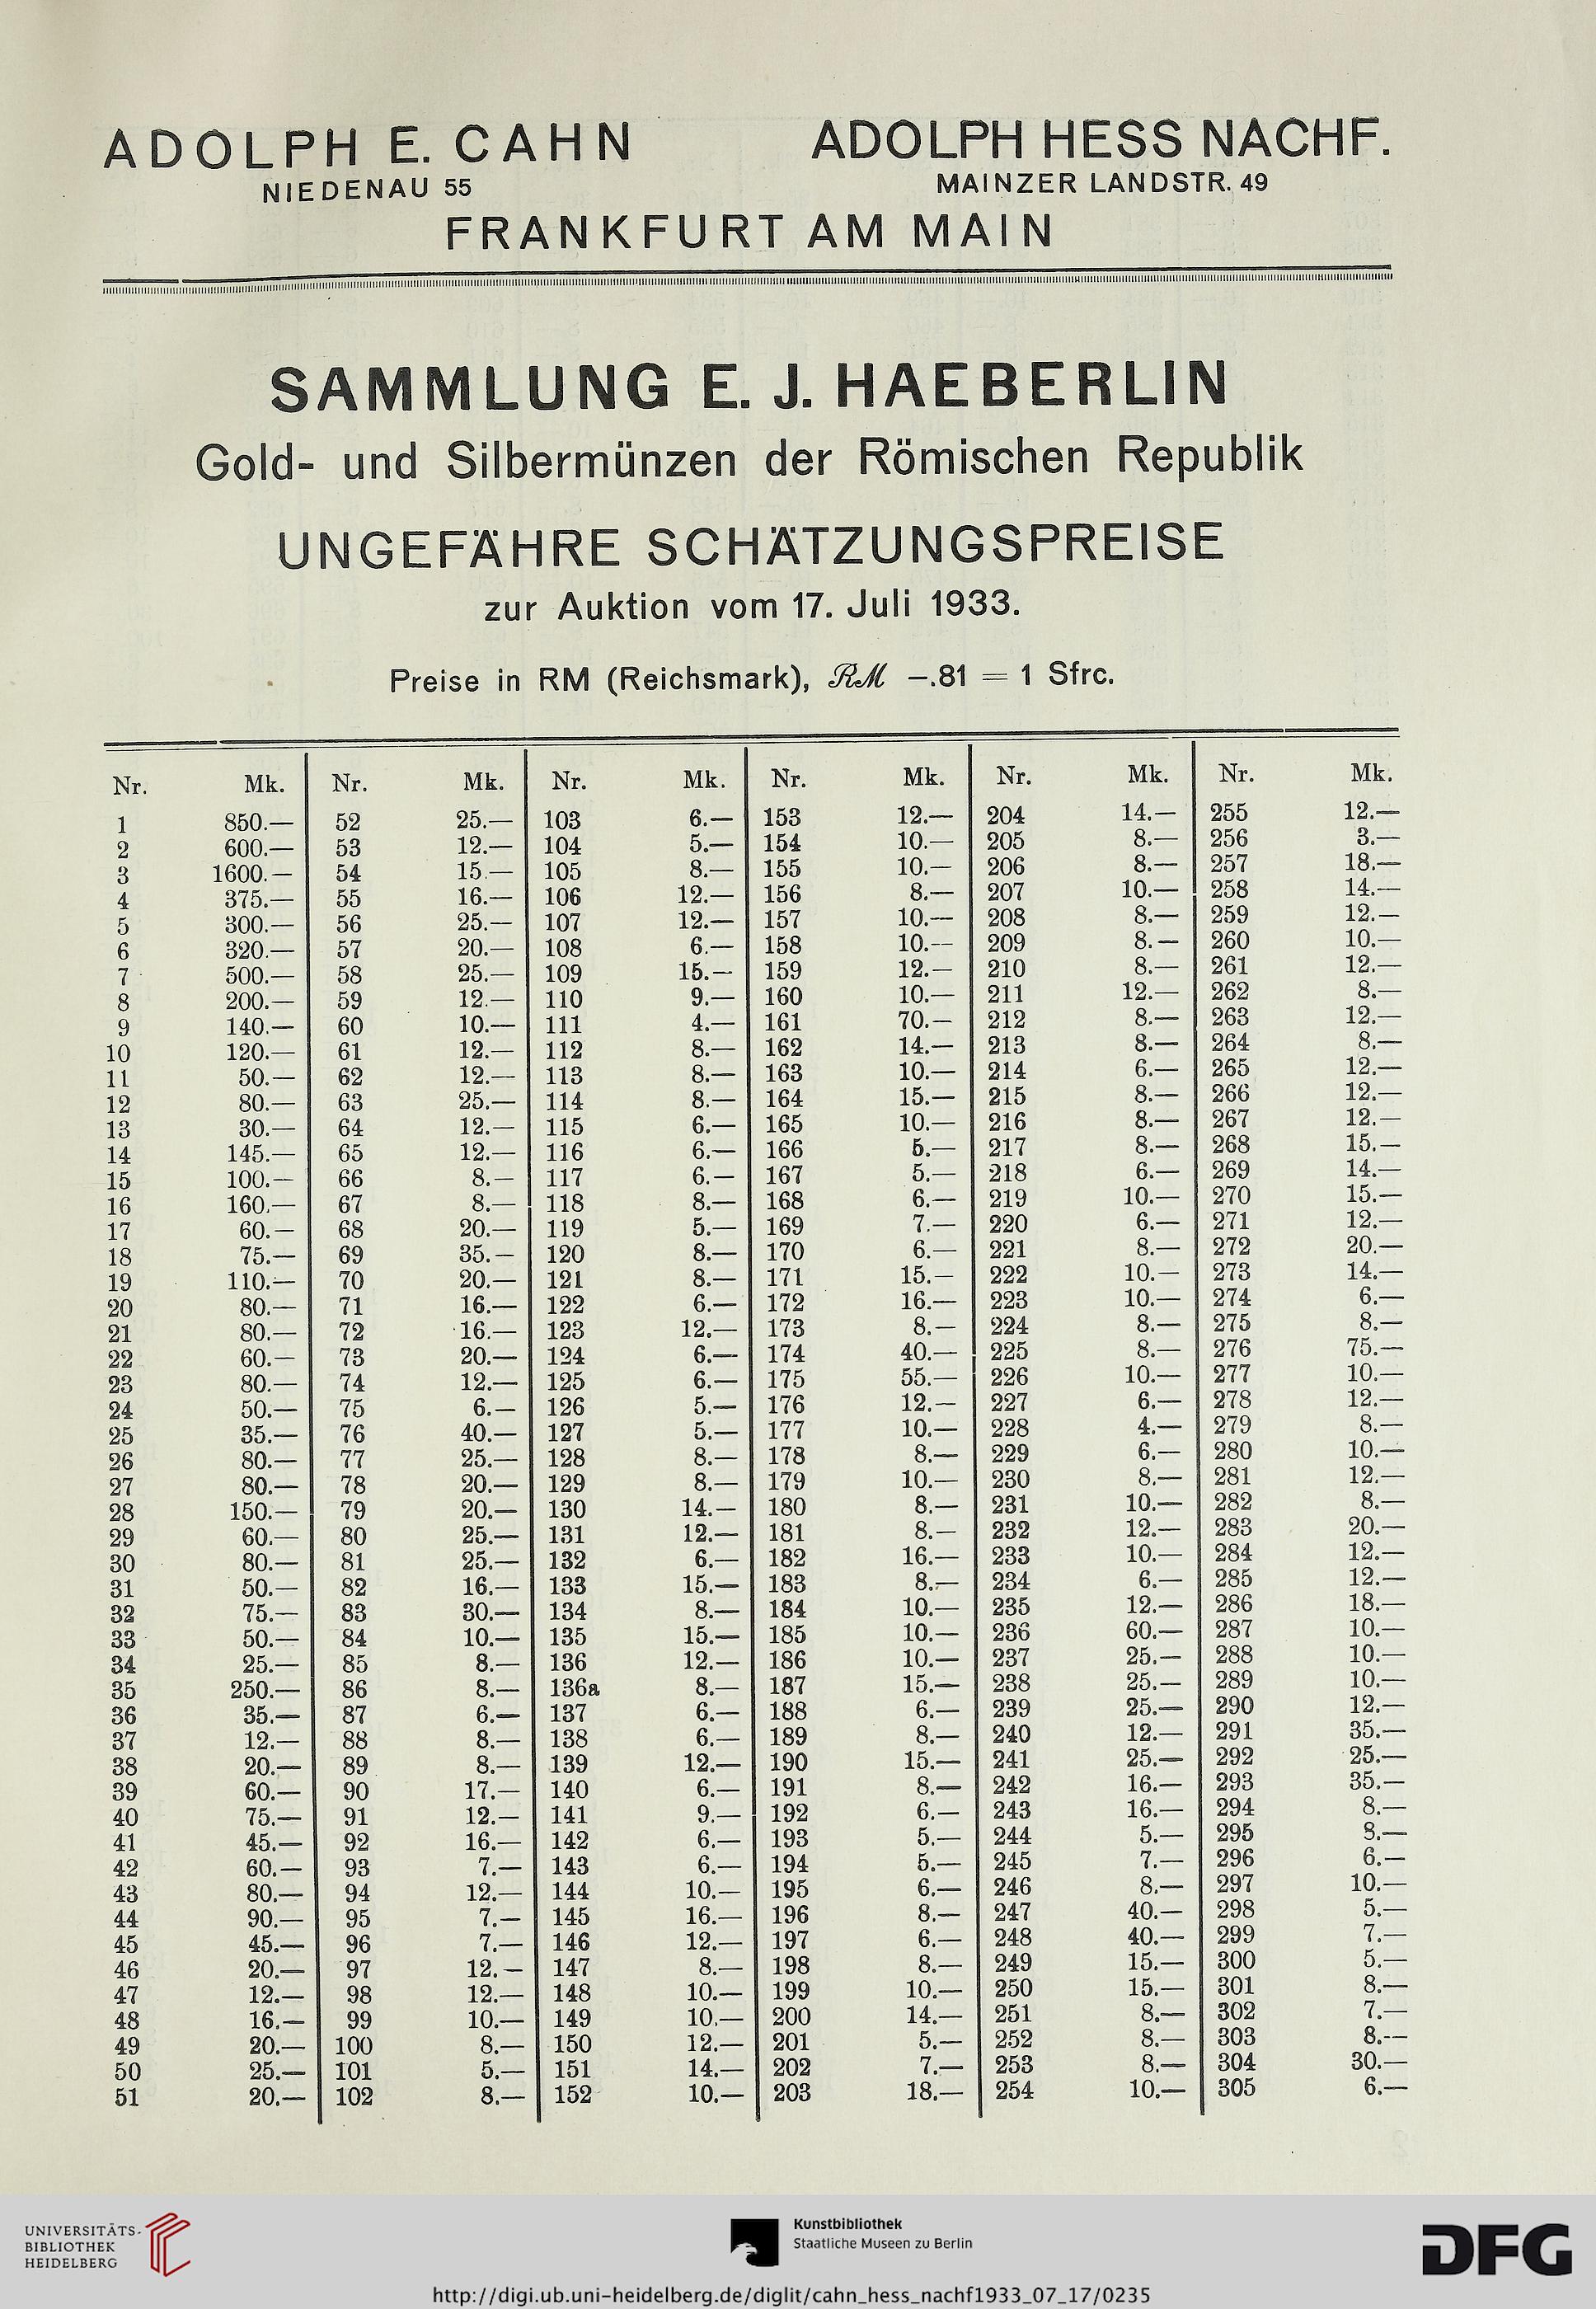 ADOLPH E. CAHN ADOLPH HESS NACHF.
NIEDENAU 55 MAINZER LANDSTR. 49
FRANKFURT AM MAIN
SAMMLUNG E. J. HAEBERLIN
Gold- und Silbermünzen der Römischen Republik
UNGEFÄHRE SCHÄTZUNGSPREISE
zur Auktion vom 17. Juli 1933.
Preise in RM (Reichsmark), RM —.81 = 1 Sfrc.
Nr. Mk. Nr. Mk. Nr. Mk. Nr. Mk. Nr. Mk. Nr. Mk.
1 850.— 52 25.— 103 6.— 153 12.— 204 14.— 255 12.—
2 600.— 53 12.— 104 5.— 154 10.— 205 8.— 256 3.—
3 1600.— 54 15.— 105 8.— 155 10.— 206 8.— 257 18.—
4 375.— 55 16.— 106 12.— 156 8.— 207 10.— 258 14.—
5 300.— 56 25.— 107 12.— 157 10.— 208 8.— 259 12.—
6 320.— 57 20.— 108 6.— 158 10.— 209 8.— 260 10.—
7 500.— 58 25.— 109 15.— 159 12.— 210 8.— 261 12.—
8 200.— 59 12.— 110 9.— 160 10.— 211 12.— 262 8.—
9 140.— 60 10.— 111 4.— 161 70.— 212 8.— 263 12.—
10 120.— 61 12.— 112 8.— 162 14.— 213 8.— 264 8.—
11 50.— 62 12.— 113 8.— 163 10.— 214 6.— 265 12.—
12 80.— 63 25.— 114 8.— 164 15.— 215 8.— 266 12.—
13 30.— 64 12.— 115 6.— 165 10.— 216 8.— 267 12.—
14 145.— 65 12.— 116 6.— 166 5.— 217 8.— 268 15.—
15 100.— 66 8.— 117 6.— 167 5.— 218 6.— 269 14.—
16 160.— 67 8.— 118 8.— 168 6.— 219 10.— 270 15.—
17 60.— 68 20.— 119 5.— 169 7.— 220 6.— 271 12.—
18 75.— 69 35.— 120 8.— 170 6.— 221 8.— 272 20.—
19 110.— 70 20.— 121 8.— 171 15.— 222 10.— 273 14.—
20 80.— 71 16.— 122 6.— 172 16.— 223 10.— 274 6.—
21 80.— 72 16.— 123 12.— 173 8.— 224 8.— 275 8.—
22 60.— 73 20.— 124 6.— 174 40.— 225 8.— 276 75.—
23 80.— 74 12.— 125 6.— 175 55.— 226 10.— 277 10.—
24 50.— 75 6.— 126 5.— 176 12.— 227 6.— 278 12.—
25 35.— 76 40.— 127 5.— 177 10.— 228 4.— 279 8.—
26 80.— 77 25.— 128 8.— 178 8.— 229 6.— 280 10.—
27 80.— 78 20.— 129 8.— 179 10.— 230 8.— 281 12.—
28 150.— 79 20.— 130 14.— 180 8.— 231 10.— 282 8.—
29 60.— 80 25.— 131 12.— 181 8.— 232 12.— 283 20.—
30 80.— 81 25.— 132 6.— 182 16.— 233 10.— 284 12.—
31 50.— 82 16.— 133 15.— 183 8.— 234 6.— 285 12.—
32 75.— 83 30.— 134 8.— 184 10.— 235 12.— 286 18.—
33 50.— 84 10.— 135 15.— 185 10.— 236 60.— 287 10.—
34 25.— 85 8.— 136 12.— 186 10.— 237 25.— 288 10.—
35 250.— 86 8.— 136a 8.— 187 15.— 238 25.— 289 10.—
36 35.— 87 6.— 137 6.— 188 6.— 239 25.— 290 12.—
37 12.— 88 8.— 138 6.— 189 8.— 240 12.— 291 35.—
38 20.— 89 8.— 139 12.— 190 15.— 241 25.— 292 25.—
39 60.— 90 17.— 140 6.— 191 8.— 242 16.— 293 35.—
40 75.— 91 12.— 141 9.— 192 6.— 243 16.— 294 8.—
41 45.— 92 16.— 142 6.— 193 5.— 244 5.— 295 8.—
42 60.— 93 7.— 143 6.— 194 5.— 245 7.— 296 6.—
43 80.— 94 12.— 144 10.— 195 6.— 246 8.— 297 10.—
44 90.— 95 7.— 145 16.— 196 8.— 247 40.— 298 5.—
45 45.— 96 7.— 146 12.— 197 6.— 248 40.— 299 7.—
46 20.— 97 12.— 147 8.— 198 8.— 249 15.— 300 5.—
47 12.— 98 12.— 148 10.— 199 10.— 250 15.— 301 8.—
48 16.— 99 10.— 149 10.— 200 14.— 251 8.— 302 7.—
49 20.— 100 8.— 150 12.— 201 5.— 252 8.— 303 8.—
50 25.— 101 5.— 151 14.— 202 7.— 253 8.— 304 30.—
51 20.— 102 8.— 152 10.— 203 18.— 254 10.— 305 6.—
UNIVERSITÄTS-
BIBLIOTHEK
HEIDELBERG
Kunstbibliothek
Staatliche Museen zu Berlin
DFG
http://digi.ub.uni-heidelberg.de/diglit/cahn_hess_nachf1933_07_17/0235